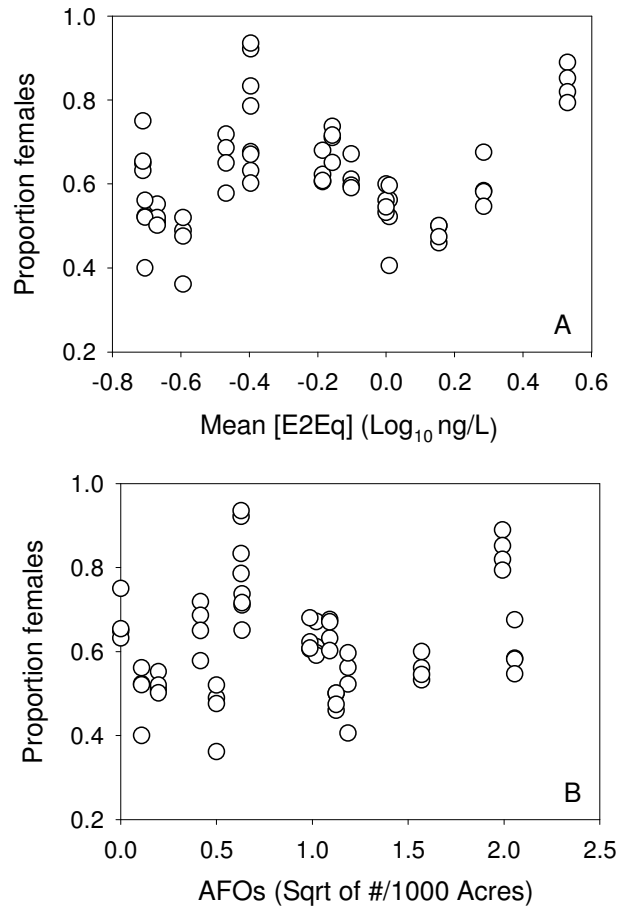 1.0
0.8
0.6
0.4
0.2
Proportion females
A
-0.8 -0.6 -0.4 -0.2 0.0 0.2 0.4 0.6
Mean [E2Eq] (Log10 ng/L)
1.0
0.8
0.6
0.4
0.2
Proportion females
B
0.0 0.5 1.0 1.5 2.0 2.5
AFOs (Sqrt of #/1000 Acres)